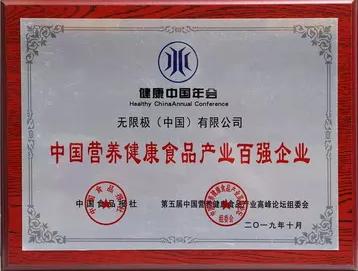 健康中国年会
Healthy ChinaAnnual Conference
无限极（中国）有限公司
中国营养健康食品产业百强企业
中国食品报社 第五届中国营养健康食品产业高峰论坛组委会
二〇一九年十月